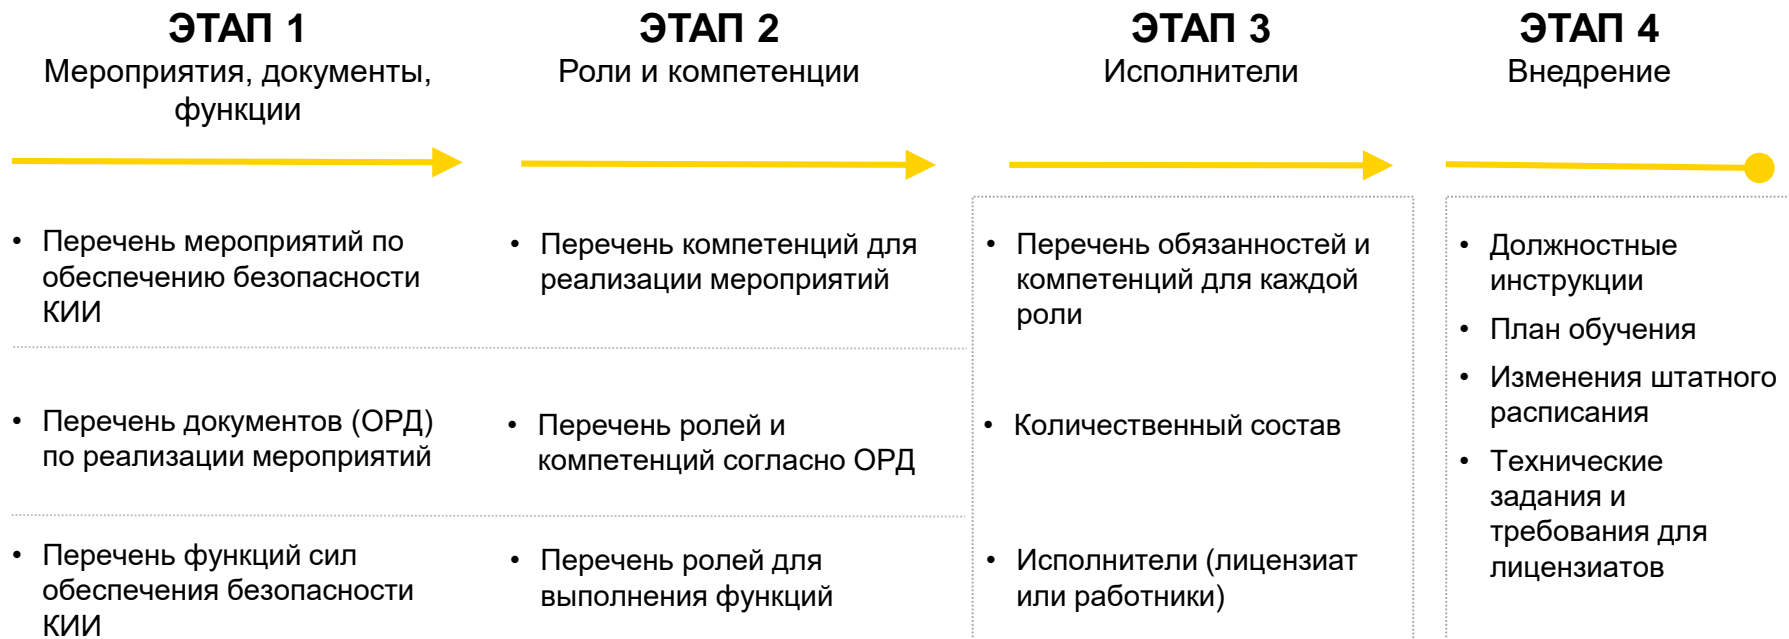 ЭТАП 1
Мероприятия, документы,
функции
ЭТАП 2
Роли и компетенции
ЭТАП 3
Исполнители
ЭТАП 4
Внедрение
• Перечень мероприятий по
обеспечению безопасности
КИИ
• Перечень документов (ОРД)
по реализации мероприятий
• Перечень функций сил
обеспечения безопасности
КИИ
• Перечень компетенций для
реализации мероприятий
• Перечень ролей и
компетенций согласно ОРД
• Перечень ролей для
выполнения функций
• Перечень обязанностей и
компетенций для каждой
роли
• Количественный состав
• Исполнители (лицензиат
или работники)
• Должностные
инструкции
• План обучения
• Изменения штатного
расписания
• Технические
задания и
требования для
лицензиатов